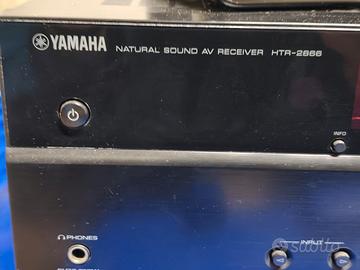 YAMAHA NATURAL SOUND AV RECEIVER HTR-2866
INFO
PHONES
INPUT
subito